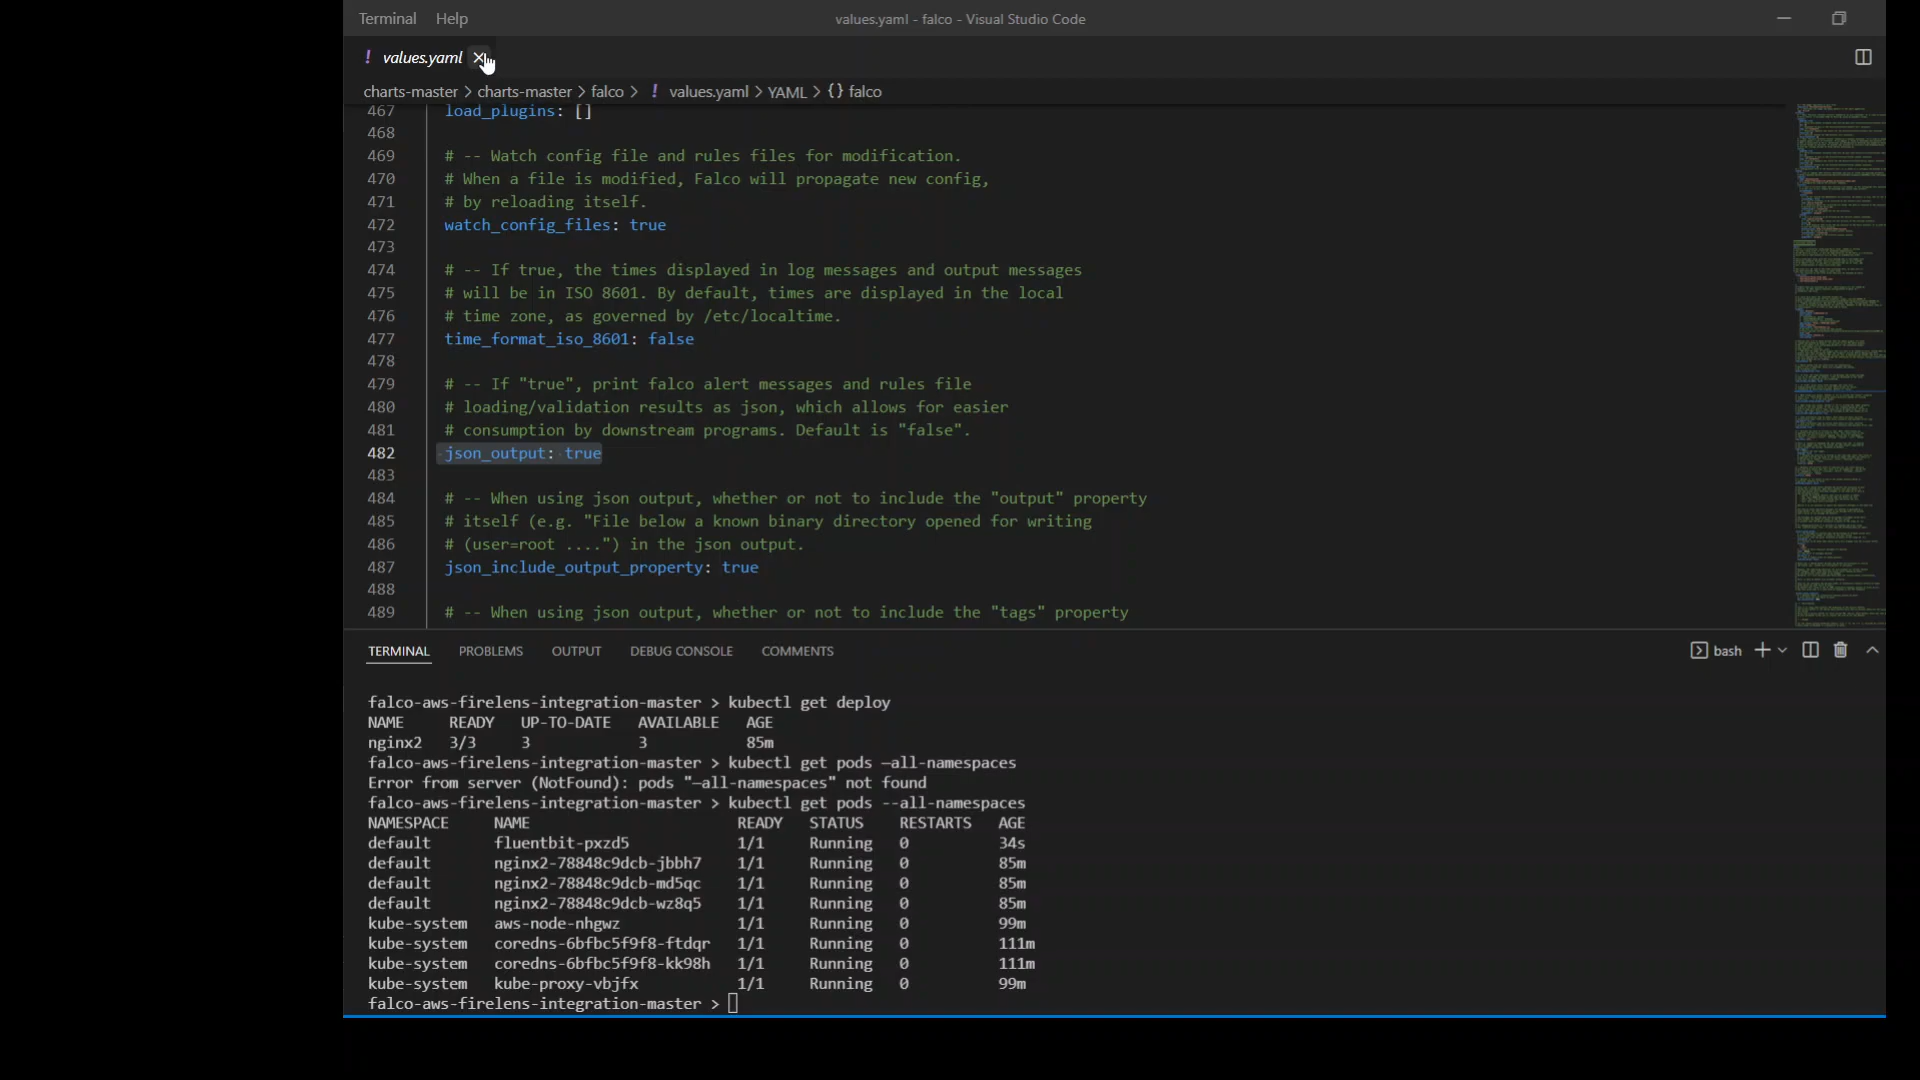 Terminal Help
values.yaml - falco - Visual Studio Code
! values.yaml
charts-master > charts-master > falco > ! values.yaml > YAML > {} falco
467 load_plugins: []
468
469 # -- Watch config file and rules files for modification.
470 # When a file is modified, Falco will propagate new config,
471 # by reloading itself.
472 watch_config_files: true
473
474 # -- If true, the times displayed in log messages and output messages
475 # will be in ISO 8601. By default, times are displayed in the local
476 # time zone, as governed by /etc/localtime.
477 time_format_iso_8601: false
478
479 # -- If "true", print falco alert messages and rules file
480 # loading/validation results as json, which allows for easier
481 # consumption by downstream programs. Default is "false".
482 json_output: true
483
484 # -- When using json output, whether or not to include the "output" property
485 # itself (e.g. "File below a known binary directory opened for writing
486 # (user=root ....") in the json output.
487 json_include_output_property: true
488
489 # -- When using json output, whether or not to include the "tags" property
TERMINAL PROBLEMS OUTPUT DEBUG CONSOLE COMMENTS bash
falco-aws-firelens-integration-master > kubectl get deploy
NAME READY UP-TO-DATE AVAILABLE AGE
nginx2 3/3 3 3 85m
falco-aws-firelens-integration-master > kubectl get pods —all-namespaces
Error from server (NotFound): pods "—all-namespaces" not found
falco-aws-firelens-integration-master > kubectl get pods --all-namespaces
NAMESPACE NAME READY STATUS RESTARTS AGE
default fluentbit-pxzd5 1/1 Running 0 34s
default nginx2-78848c9dcb-jbbh7 1/1 Running 0 85m
default nginx2-78848c9dcb-md5qc 1/1 Running 0 85m
default nginx2-78848c9dcb-wz8q5 1/1 Running 0 85m
kube-system aws-node-nhgwz 1/1 Running 0 99m
kube-system coredns-6bfbc5f9f8-ftdqr 1/1 Running 0 111m
kube-system coredns-6bfbc5f9f8-kk98h 1/1 Running 0 111m
kube-system kube-proxy-vbjfx 1/1 Running 0 99m
falco-aws-firelens-integration-master >